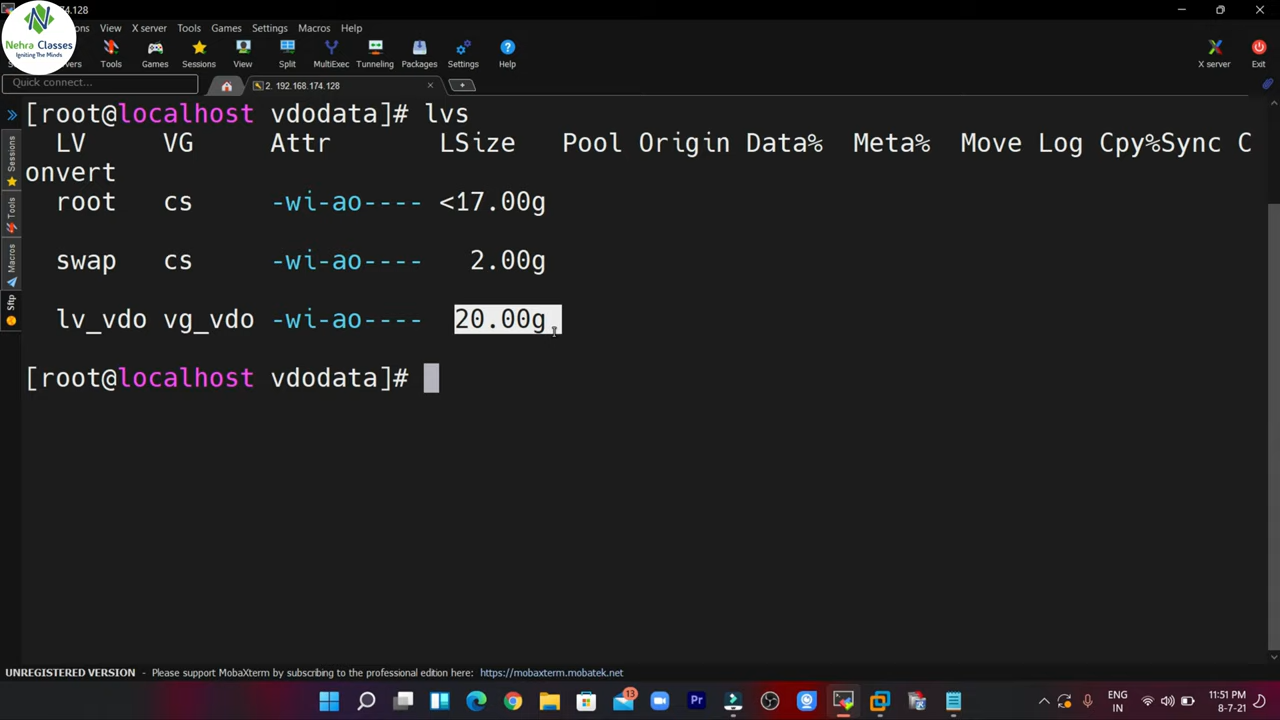 74.128
ons View X server Tools Games Settings Macros Help
Nehra Classes
Igniting The Minds
vers Tools Games Sessions View Split MultiExec Tunneling Packages Settings Help X server Exit
Quick connect... 2. 192.168.174.128
[root@localhost vdodata]# lvs
LV VG Attr LSize Pool Origin Data% Meta% Move Log Cpy%Sync C
onvert
root cs -wi-ao---- <17.00g
swap cs -wi-ao---- 2.00g
lv_vdo vg_vdo -wi-ao---- 20.00g
[root@localhost vdodata]#
Sessions
Tools
Macros
Sftp
UNREGISTERED VERSION - Please support MobaXterm by subscribing to the professional edition here: https://mobaxterm.mobatek.net
13
Pr
ENG
IN
11:51 PM
8-7-21